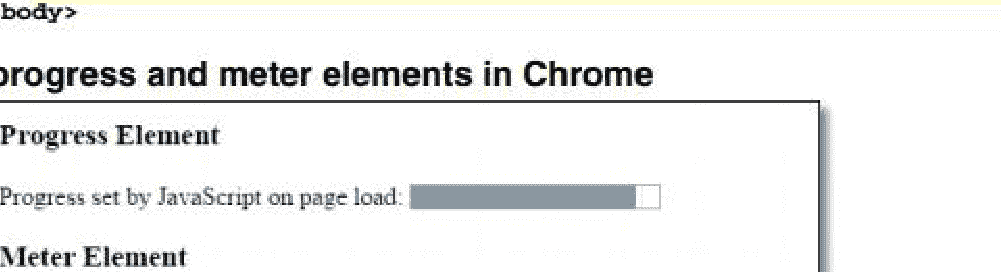 body>
progress and meter elements in Chrome
Progress Element
Progress set by JavaScript on page load:
Meter Element